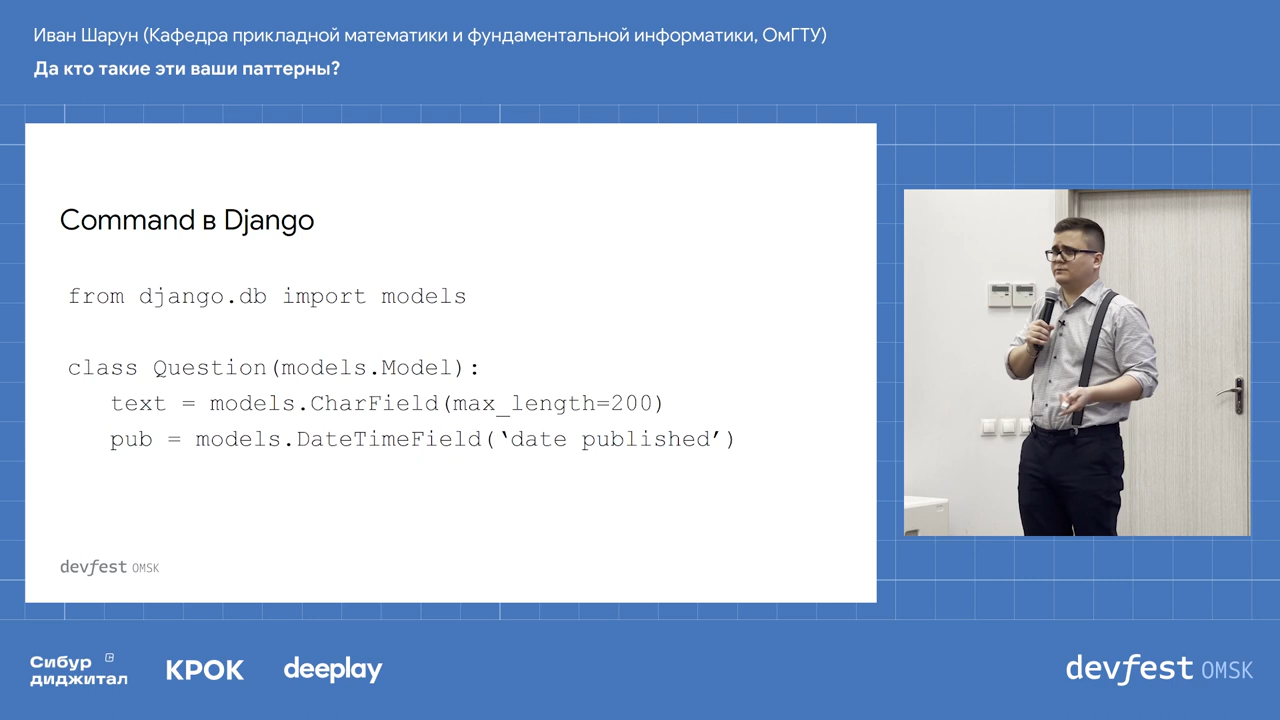 Иван Шарун (Кафедра прикладной математики и фундаментальной информатики, ОмГТУ)
Да кто такие эти ваши паттерны?
Command в Django
from django.db import models
class Question(models.Model):
text = models.CharField(max_length=200)
pub = models.DateTimeField(‘date published’)
devfest OMSK
Сибур
диджитал
КРОК
deeplay
devfest OMSK